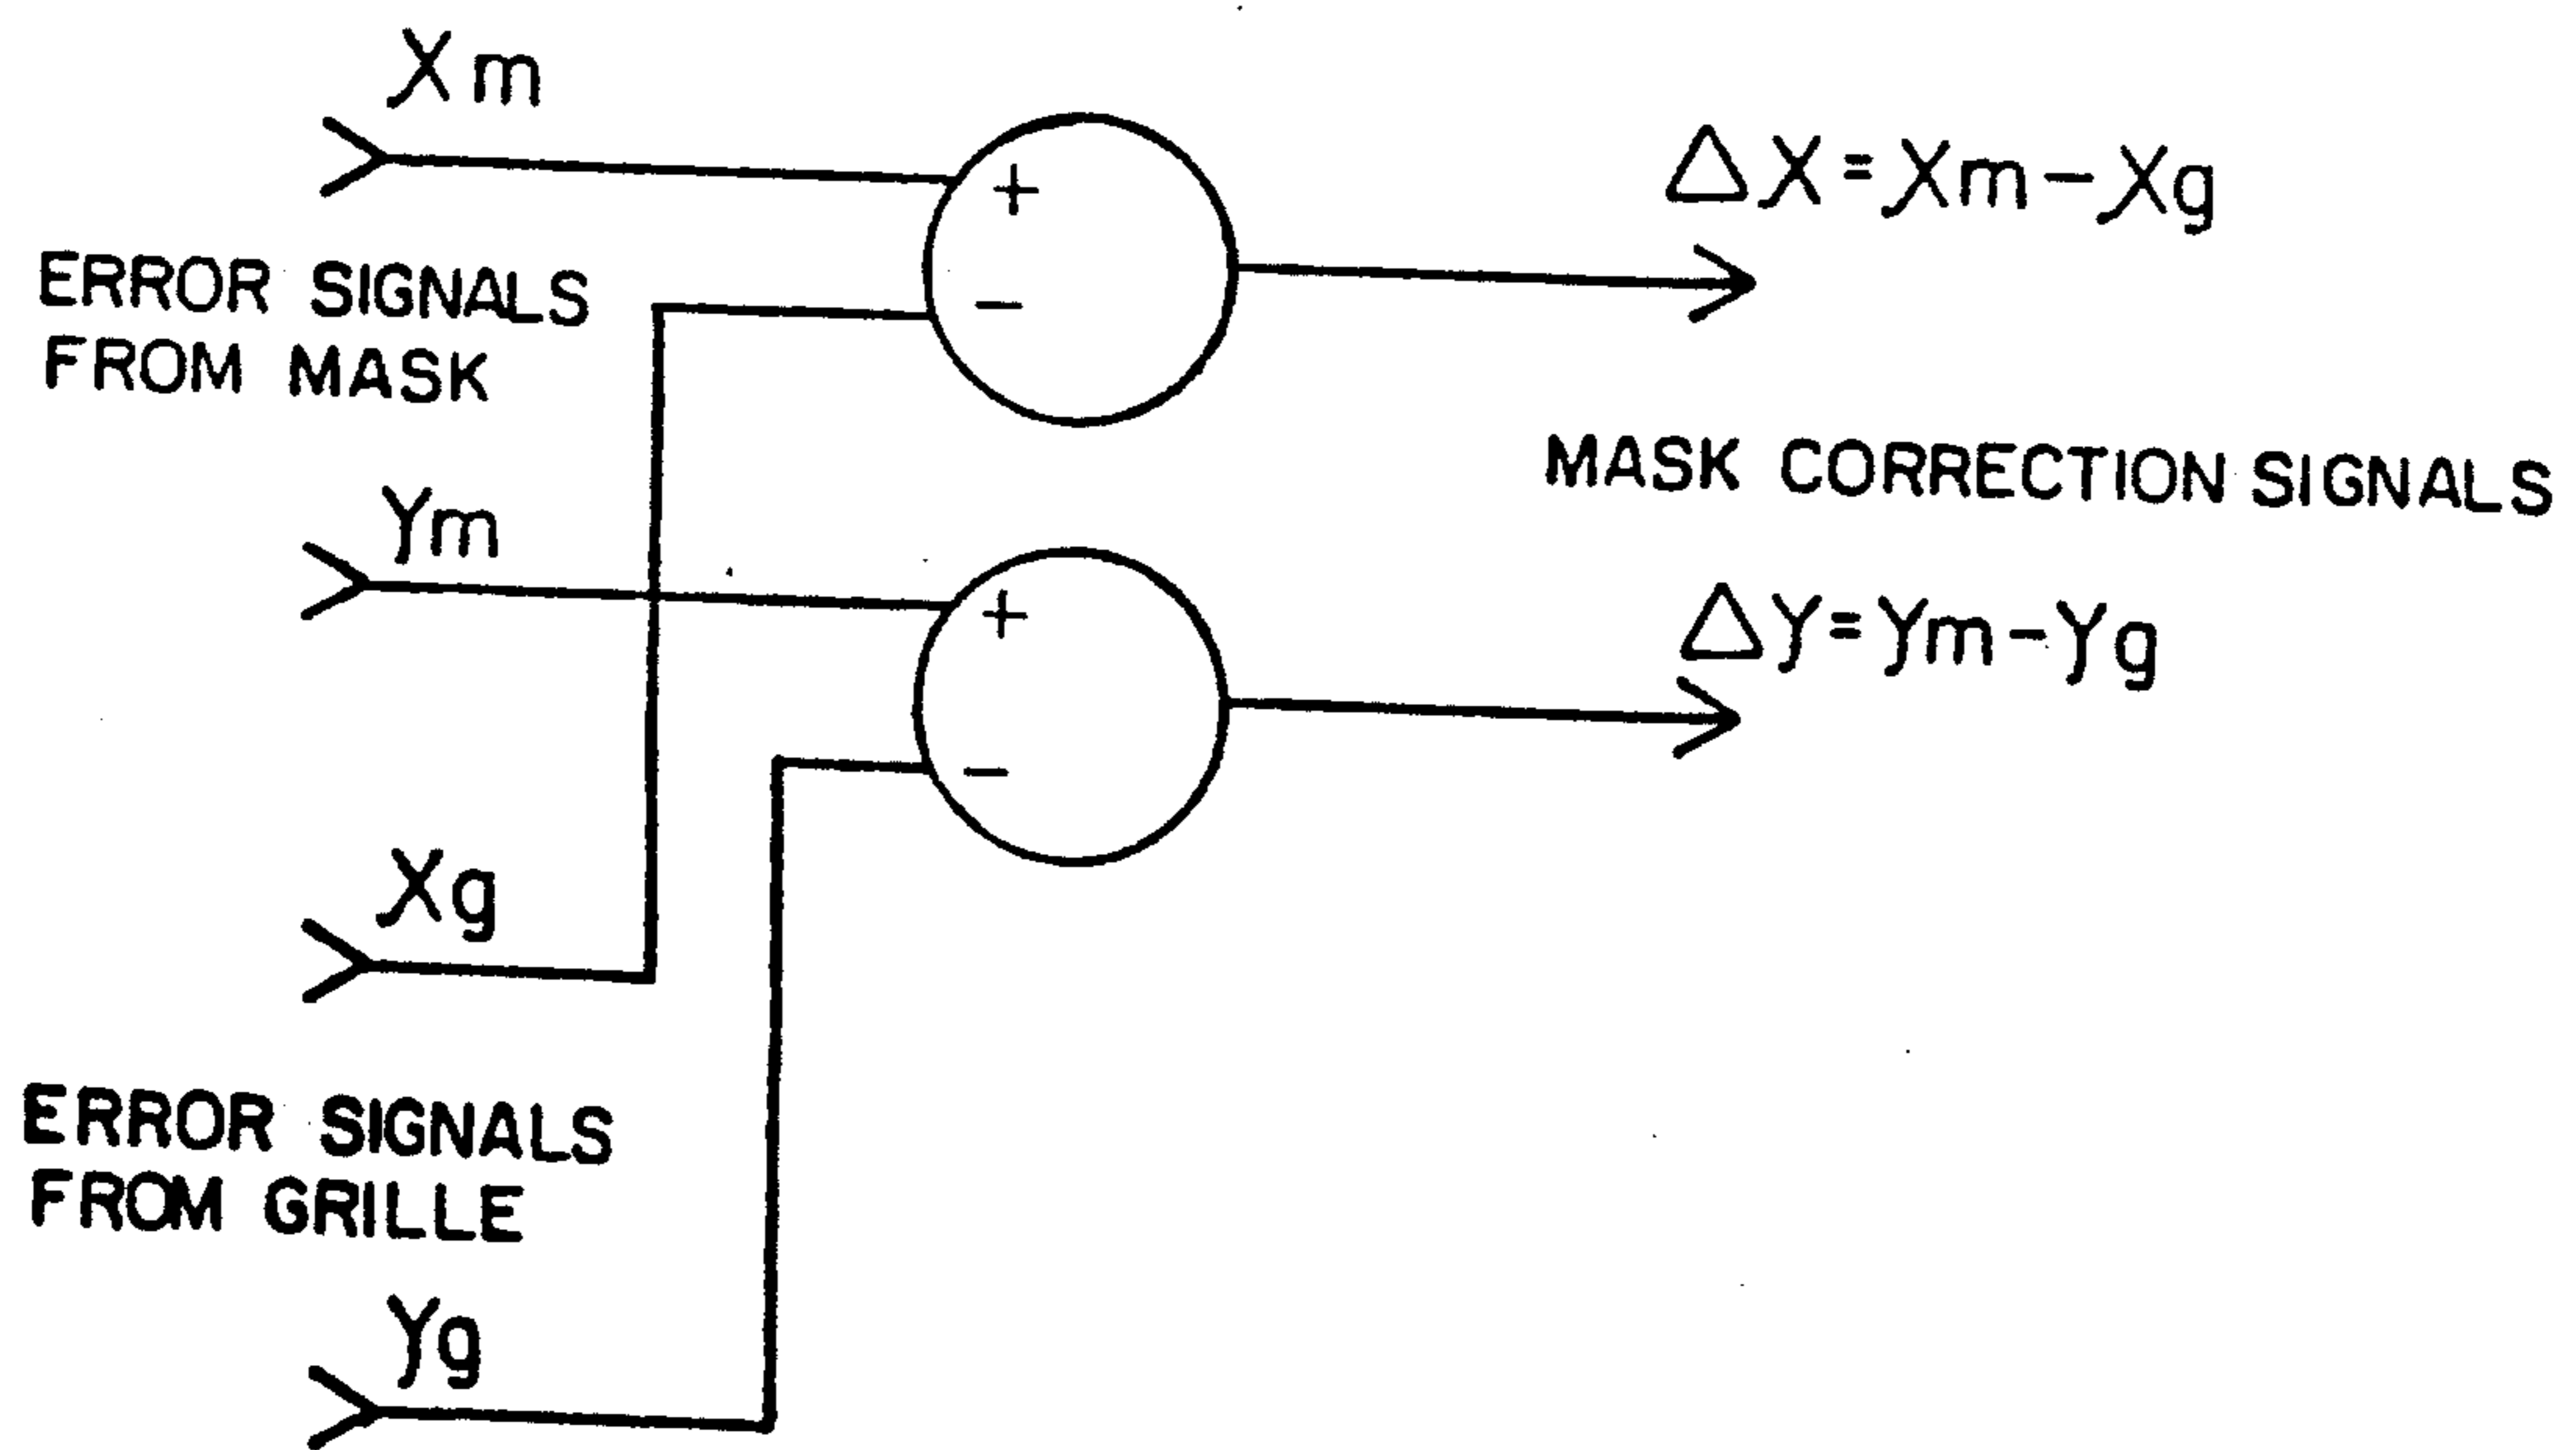 Xm
+
ΔX=Xm-Xg
ERROR SIGNALS
FROM MASK
-
MASK CORRECTION SIGNALS
Ym
+
ΔY=Ym-Yg
-
Xg
ERROR SIGNALS
FROM GRILLE
Yg